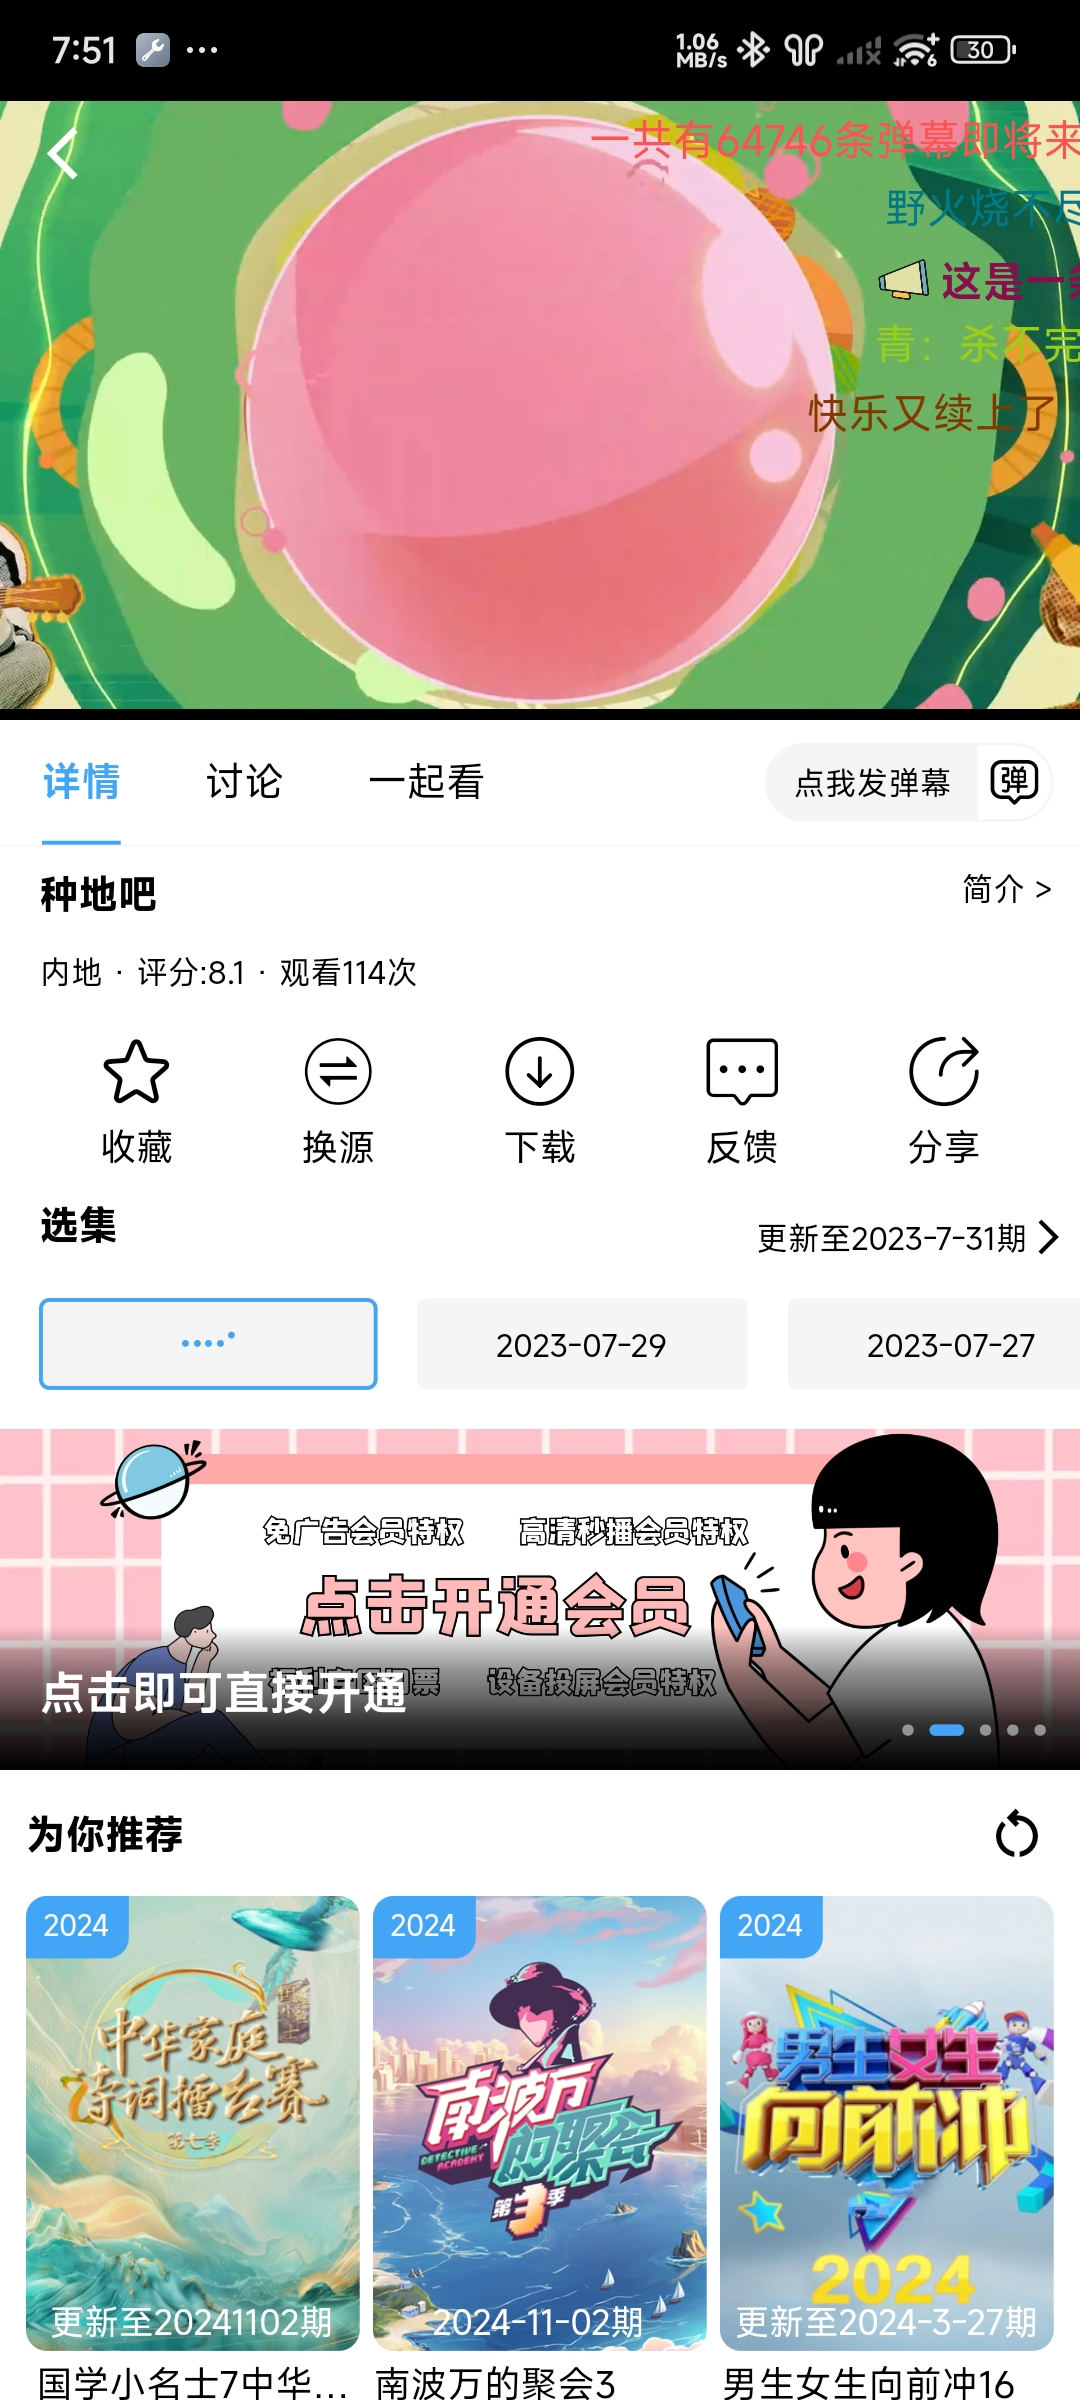 7:51
1.06
MB/s
30
一共有64746条弹幕即将来
野火烧不尽
这是一条
青：杀不完
快乐又续上了
详情
讨论
一起看
点我发弹幕
弹
种地吧
简介 >
内地 · 评分:8.1 · 观看114次
收藏
换源
下载
反馈
分享
选集
更新至2023-7-31期
2023-07-29
2023-07-27
免广告会员特权
高清秒播会员特权
点击开通会员
设备投屏会员特权
点击即可直接开通
为你推荐
2024
中华家庭
诗词擂台赛
第七季
更新至20241102期
国学小名士7中华...
2024
南波万
的聚会
DETECTIVE
ACADEMY
第3季
2024-11-02期
南波万的聚会3
2024
男生女生
向前冲
2024
更新至2024-3-27期
男生女生向前冲16